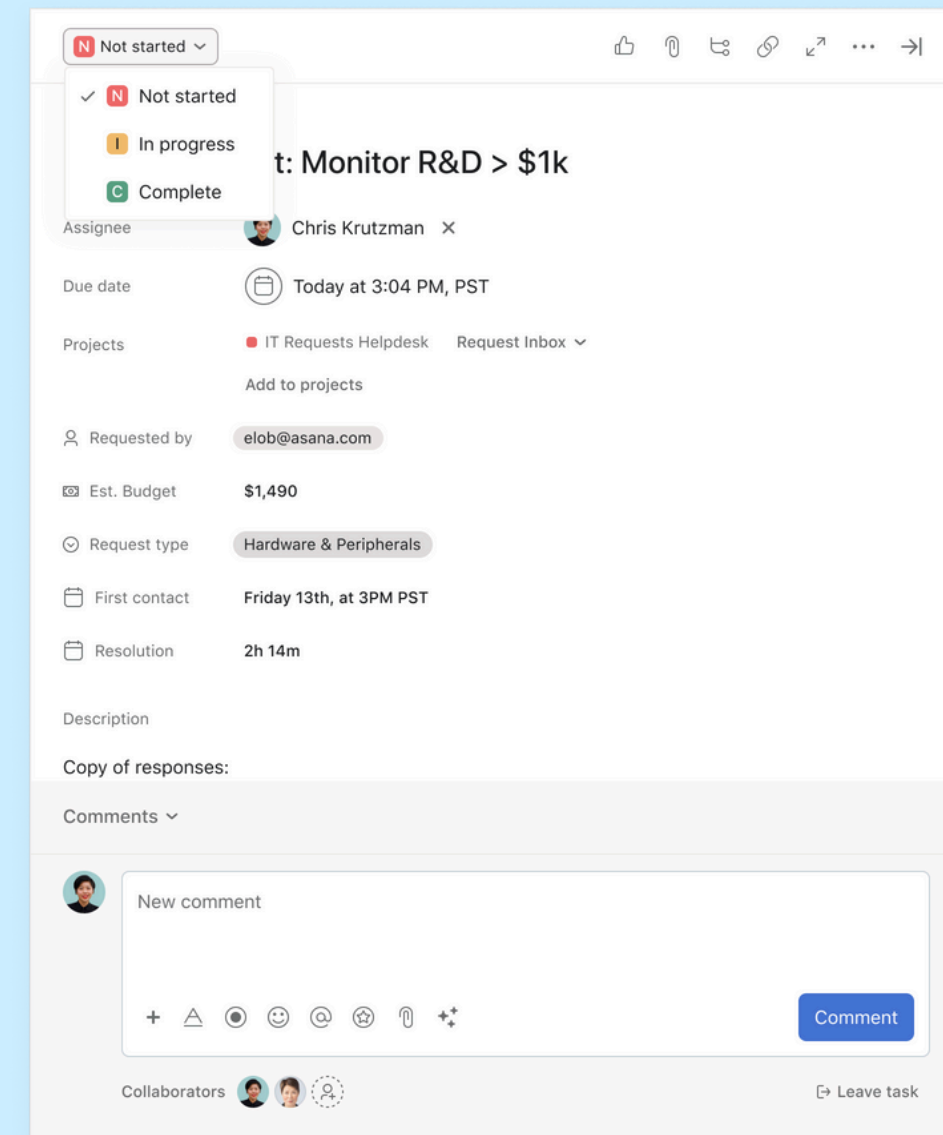 N Not started
N Not started
I In progress
C Complete
t: Monitor R&D > $1k
Assignee Chris Krutzman
Due date Today at 3:04 PM, PST
Projects IT Requests Helpdesk Request Inbox
Add to projects
Requested by elob@asana.com
Est. Budget $1,490
Request type Hardware & Peripherals
First contact Friday 13th, at 3PM PST
Resolution 2h 14m
Description
Copy of responses:
Comments
New comment
Comment
Collaborators Leave task